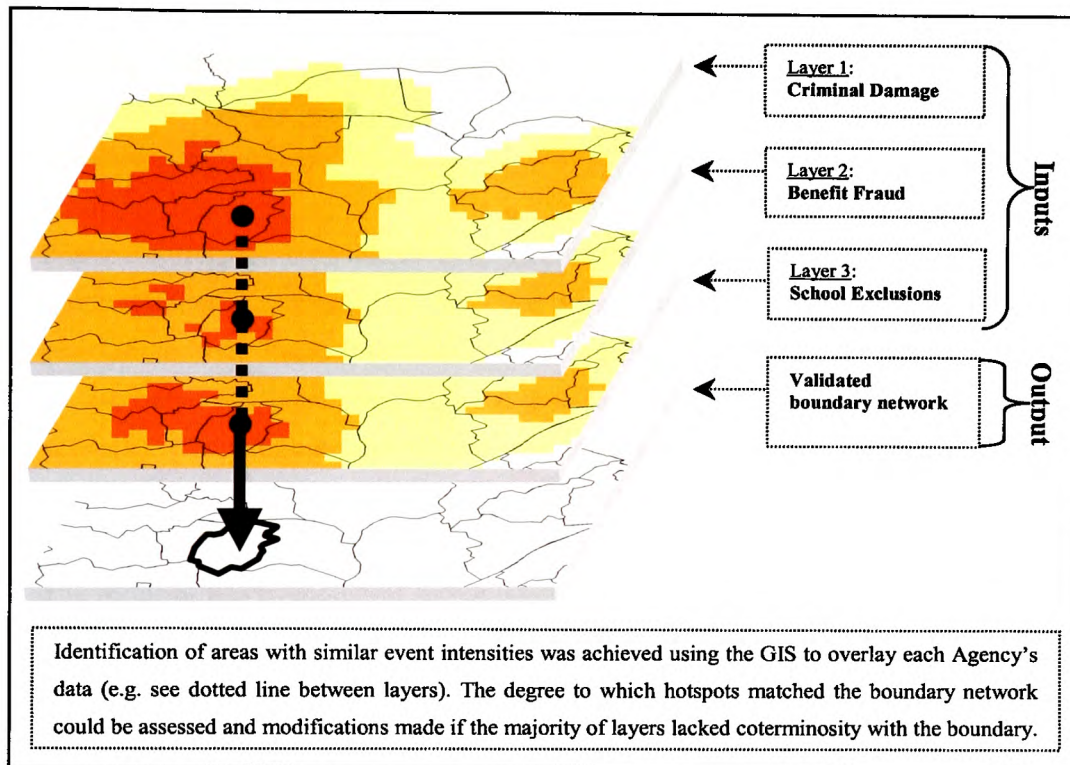 Layer 1:
Criminal Damage
Layer 2:
Benefit Fraud
Layer 3:
School Exclusions
Inputs
Validated
boundary network
Output
Identification of areas with similar event intensities was achieved using the GIS to overlay each Agency's
data (e.g. see dotted line between layers). The degree to which hotspots matched the boundary network
could be assessed and modifications made if the majority of layers lacked coterminosity with the boundary.